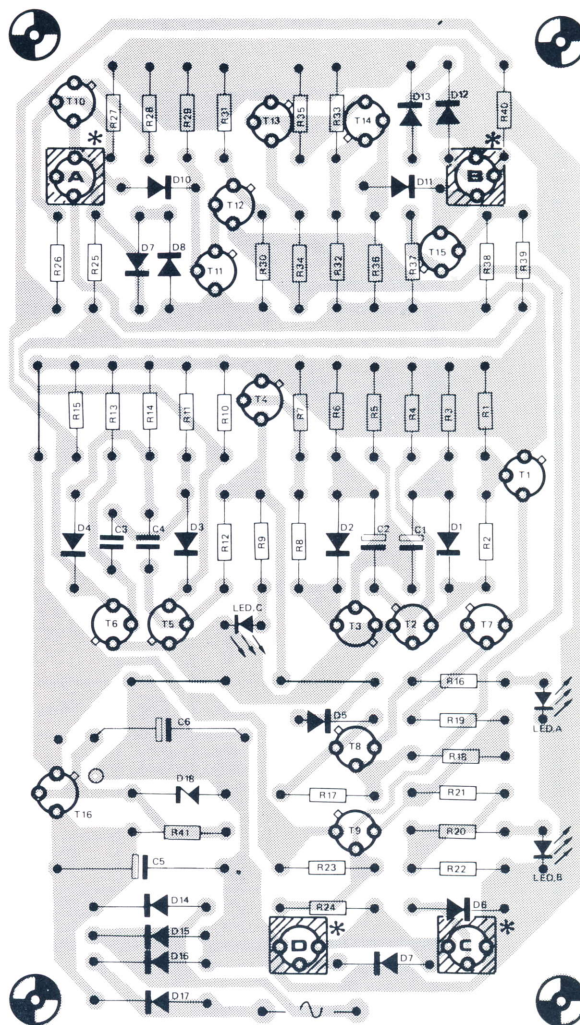 T10
R27
R28
R29
R31
T13
R35
R33
T14
D13
D12
R40
A
*
D10
T12
D11
B
*
R26
R25
D7
D8
T11
R30
R34
R32
R36
R37
T15
R38
R39
R15
R13
R14
R11
R10
T4
R7
R6
R5
R4
R3
R1
T1
D4
C3
C4
D3
R12
R9
R8
D2
C2
C1
D1
R2
T6
T5
LED.C
T3
T2
T7
R16
LED.A
D5
R19
C6
T8
R18
D18
T16
R17
R21
R41
T9
R20
LED.B
C5
R23
R22
D14
R24
D6
D15
D
*
C
*
D16
D7
D17